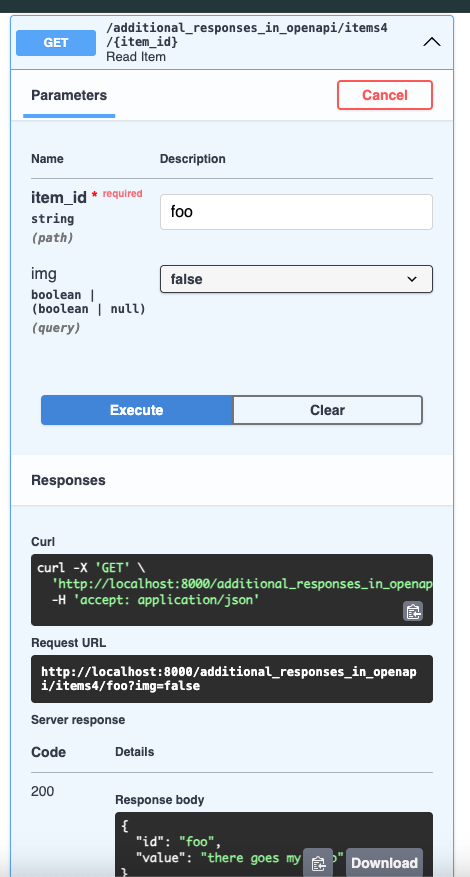 GET
/additional_responses_in_openapi/items4
/{item_id}
Read Item
Parameters
Cancel
Name
Description
item_id * required
string
(path)
foo
img
boolean |
(boolean | null)
(query)
false
Execute
Clear
Responses
Curl
curl -X 'GET' \
'http://localhost:8000/additional_responses_in_openap
-H 'accept: application/json'
Request URL
http://localhost:8000/additional_responses_in_openap
i/items4/foo?img=false
Server response
Code
Details
200
Response body
{
"id": "foo",
"value": "there goes my o"
Download
}